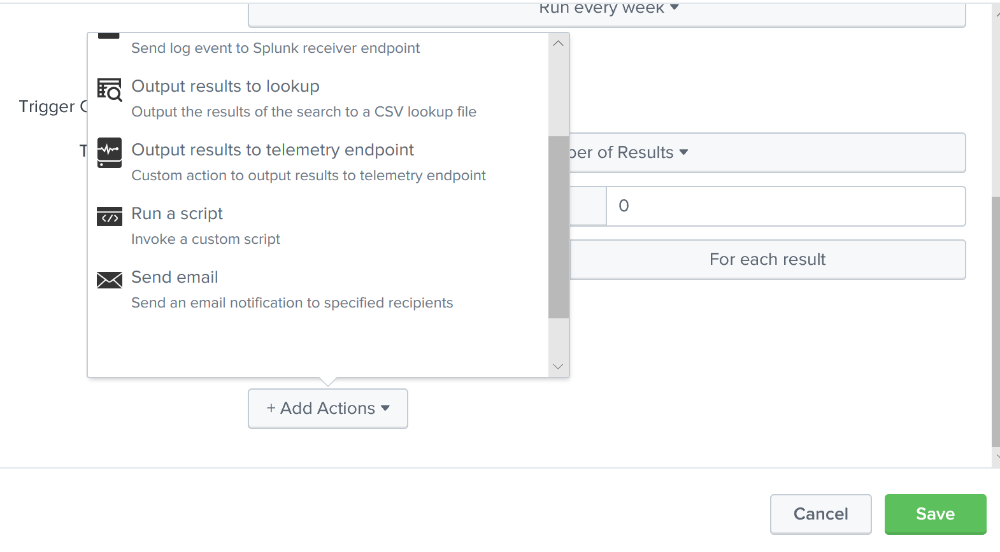 Run every week
Send log event to Splunk receiver endpoint
Output results to lookup
Output the results of the search to a CSV lookup file
Trigger
Output results to telemetry endpoint
of Results
Custom action to output results to telemetry endpoint
Run a script
0
Invoke a custom script
For each result
Send email
Send an email notification to specified recipients
+ Add Actions
Cancel
Save